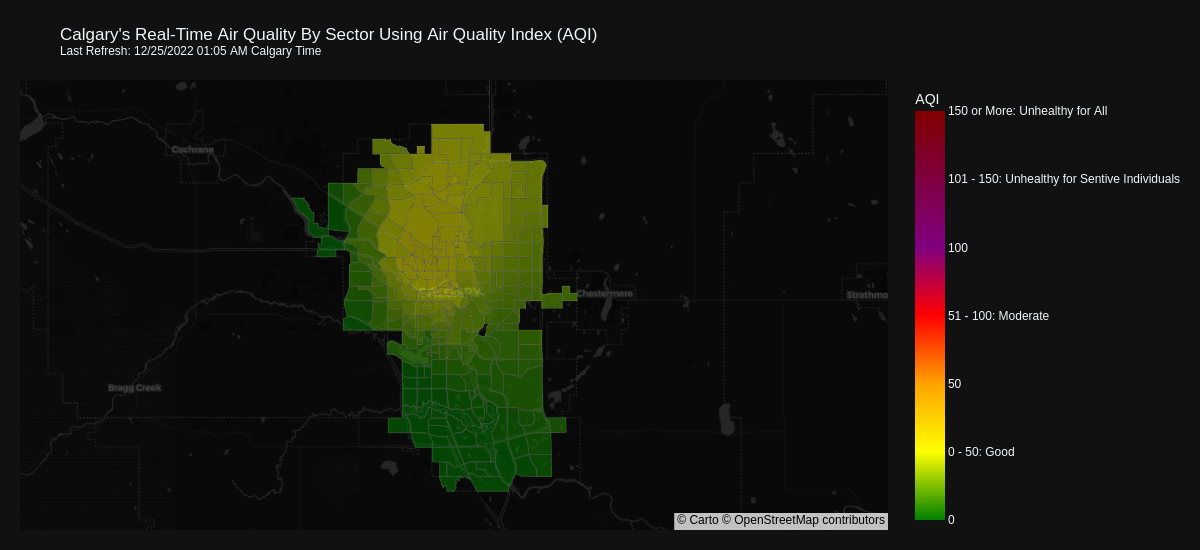 Calgary's Real-Time Air Quality By Sector Using Air Quality Index (AQI)
Last Refresh: 12/25/2022 01:05 AM Calgary Time
AQI
150 or More: Unhealthy for All
Cochrane
101 - 150: Unhealthy for Sentive Individuals
100
Chestermere
Strathmo
51 - 100: Moderate
50
Bragg Creek
0 - 50: Good
0
© Carto © OpenStreetMap contributors